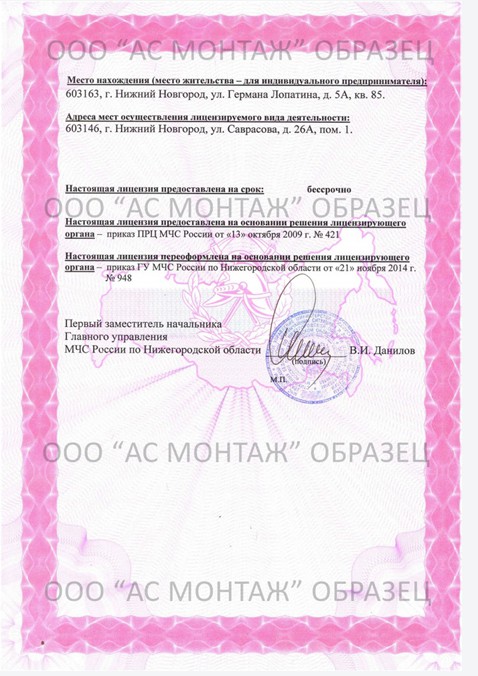 ООО “АС МОНТАЖ” ОБРАЗЕЦ
Место нахождения (место жительства – для индивидуального предпринимателя):
603163, г. Нижний Новгород, ул. Германа Лопатина, д. 5А, кв. 85.
Адреса мест осуществления лицензируемого вида деятельности:
603146, г. Нижний Новгород, ул. Саврасова, д. 26А, пом. 1.
Настоящая лицензия предоставлена на срок: бессрочно
ООО “АС МОНТАЖ” ОБРАЗЕЦ
Настоящая лицензия предоставлена на основании решения лицензирующего
органа – приказ ПРЦ МЧС России от «13» октября 2009 г. № 421
Настоящая лицензия переоформлена на основании решения лицензирующего
органа – приказ ГУ МЧС России по Нижегородской области от «21» ноября 2014 г.
№ 948
Первый заместитель начальника
Главного управления
МЧС России по Нижегородской области В.И. Данилов
(подпись)
М.П.
ООО “АС МОНТАЖ” ОБРАЗЕЦ
ООО “АС МОНТАЖ” ОБРАЗЕЦ